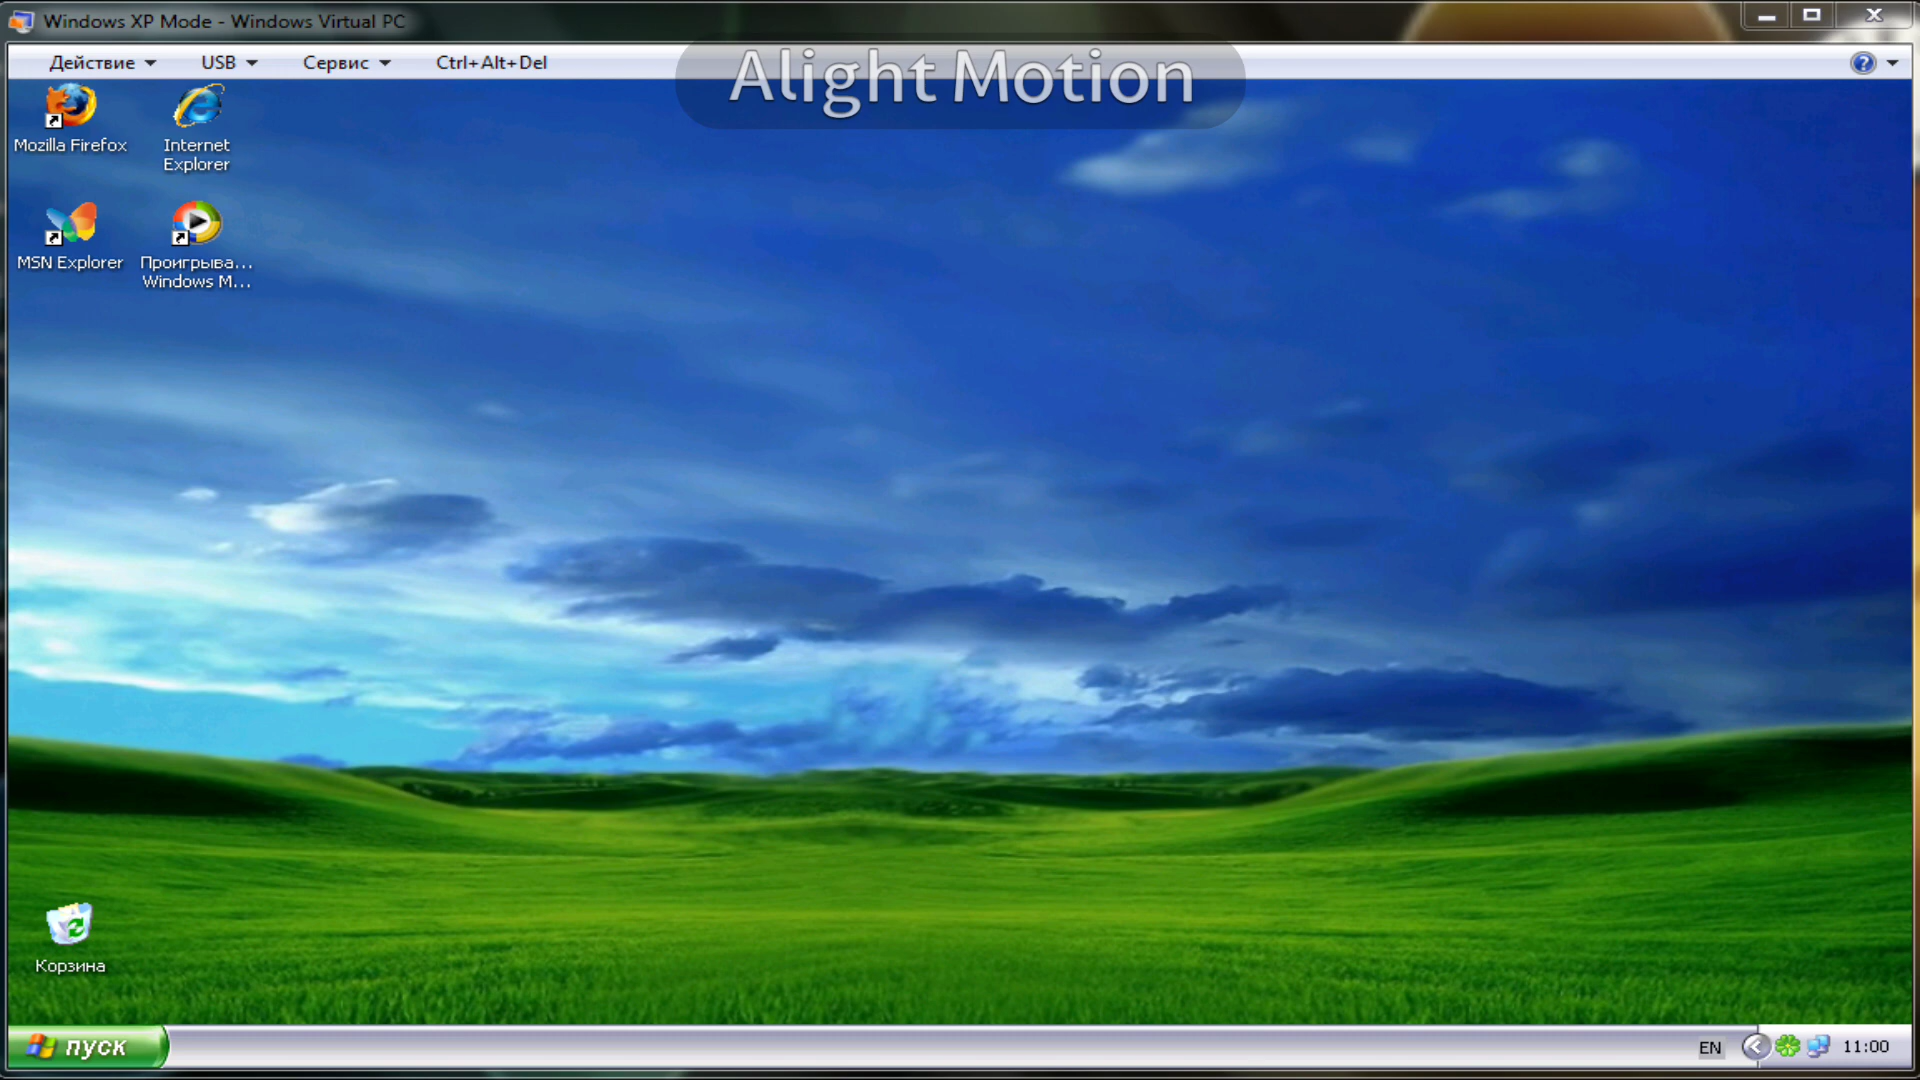 Windows XP Mode - Windows Virtual PC
Действие USB Сервис Ctrl+Alt+Del
Alight Motion
Mozilla Firefox
Internet
Explorer
MSN Explorer
Проигрыва...
Windows M...
Корзина
пуск
EN
11:00